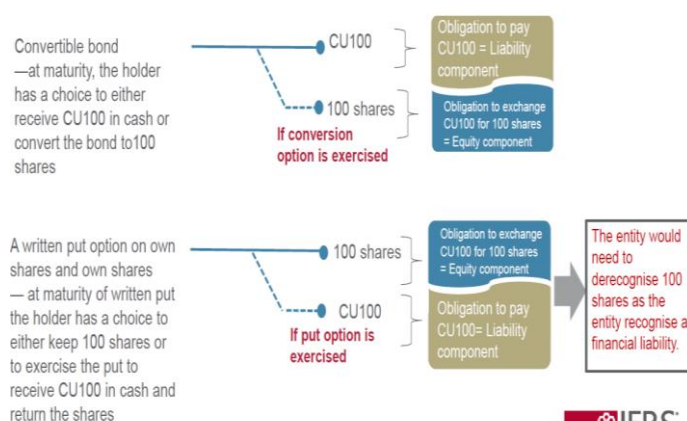 Convertible bond
—at maturity, the holder
has a choice to either
receive CU100 in cash or
convert the bond to100
shares
CU100
100 shares
If conversion
option is exercised
Obligation to pay
CU100 = Liability
component
Obligation to exchange
CU100 for 100 shares
= Equity component
A written put option on own
shares and own shares
— at maturity of written put
the holder has a choice to
either keep 100 shares or
to exercise the put to
receive CU100 in cash and
return the shares
100 shares
CU100
If put option is
exercised
Obligation to exchange
CU100 for 100 shares
= Equity component
Obligation to pay
CU100= Liability
component
The entity would
need to
derecognise 100
shares as the
entity recognise a
financial liability.
IFRS